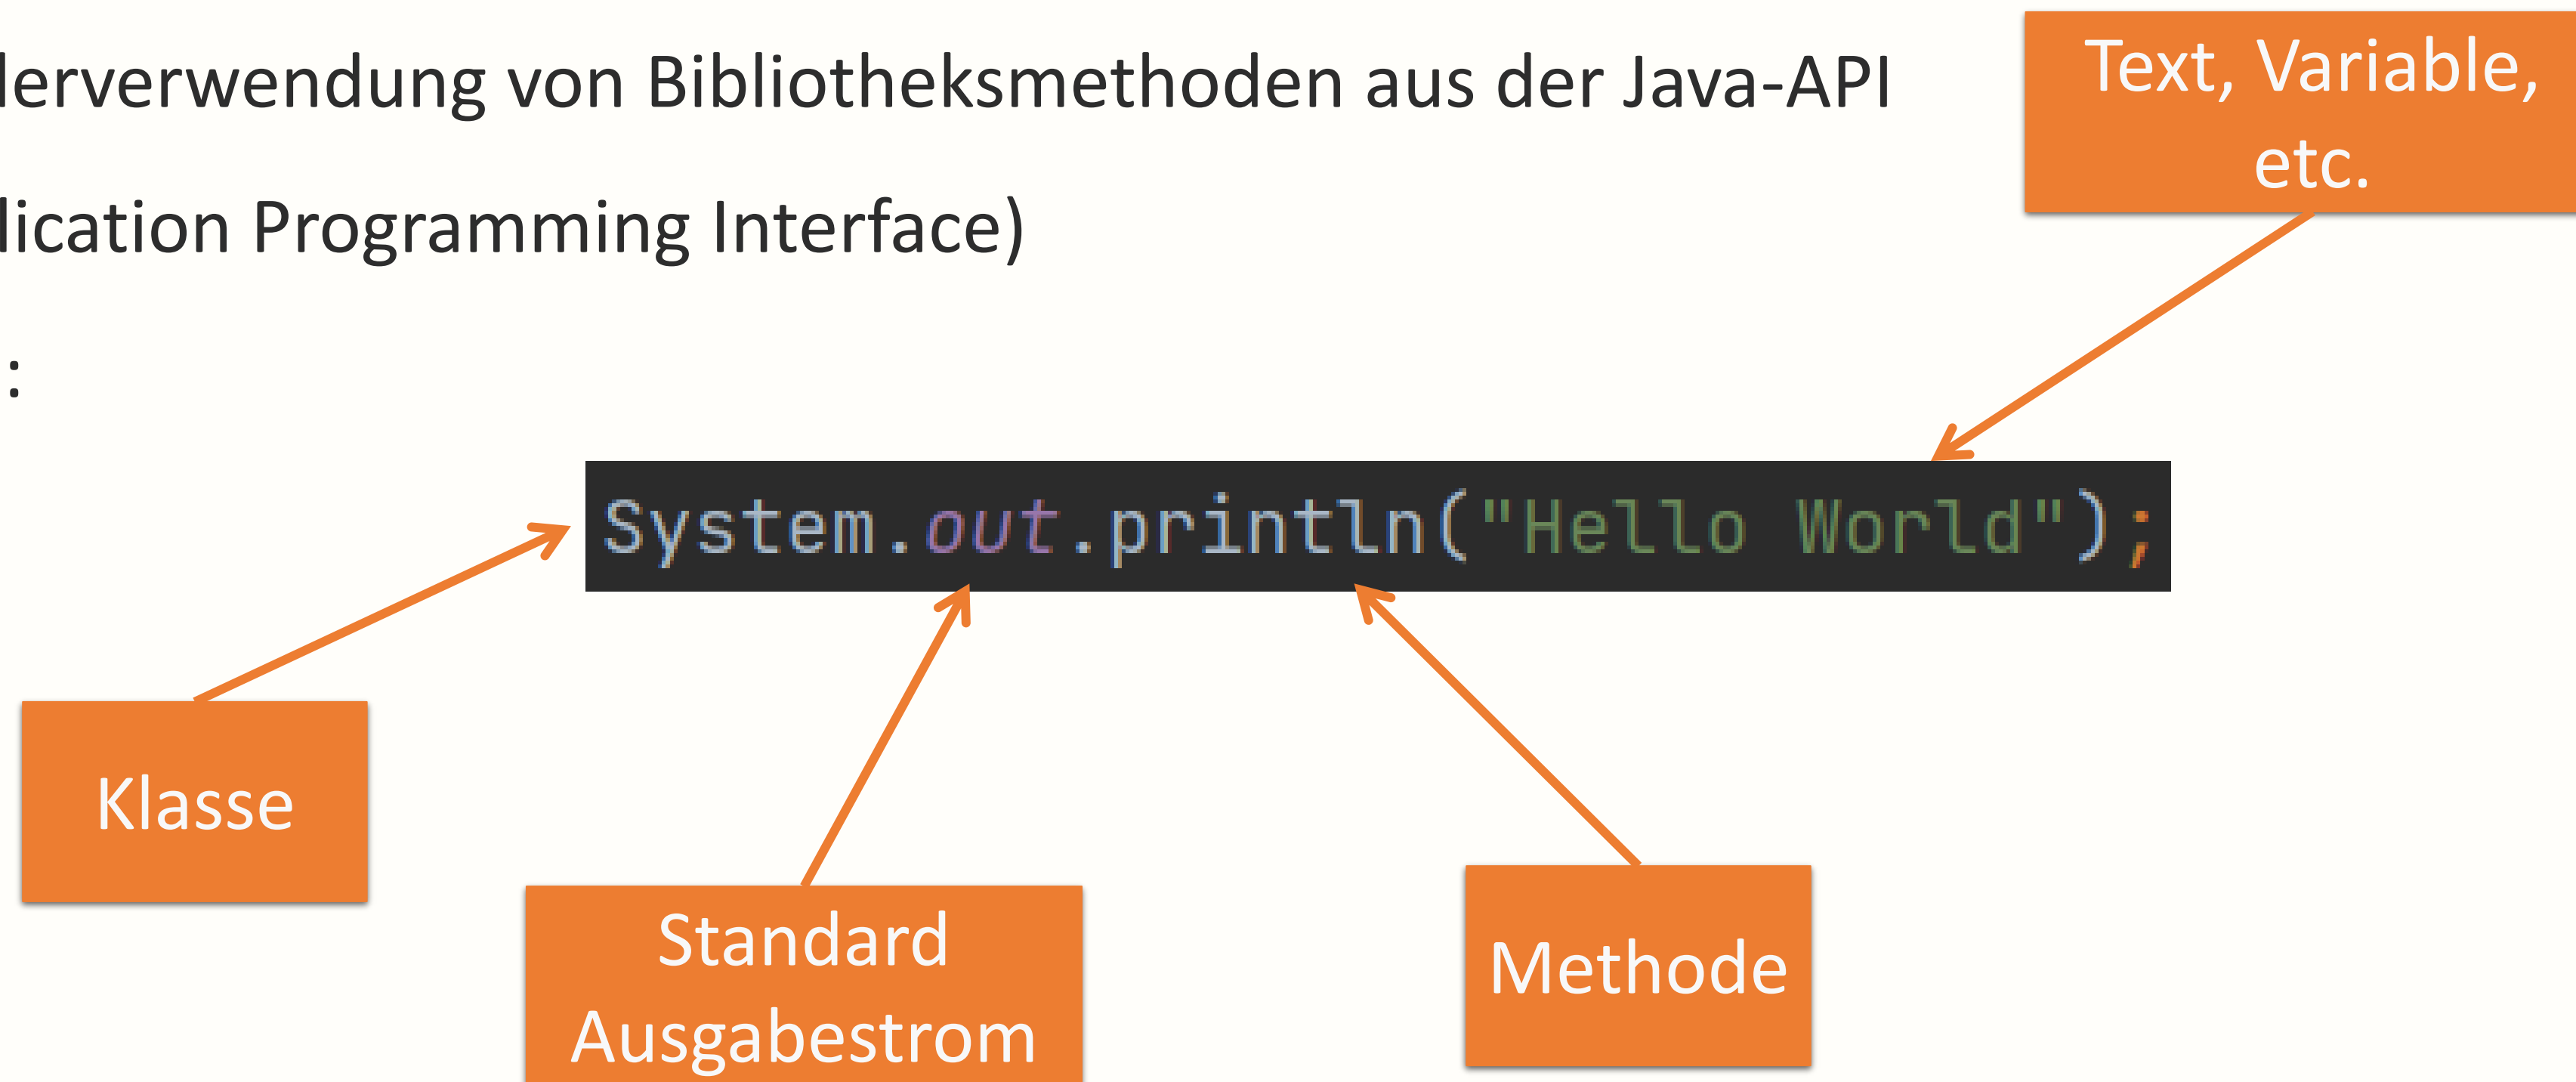 derverwendung von Bibliotheksmethoden aus der Java-API
lication Programming Interface)
:
Text, Variable,
etc.
System.out.println("Hello World");
Klasse
Standard
Ausgabestrom
Methode